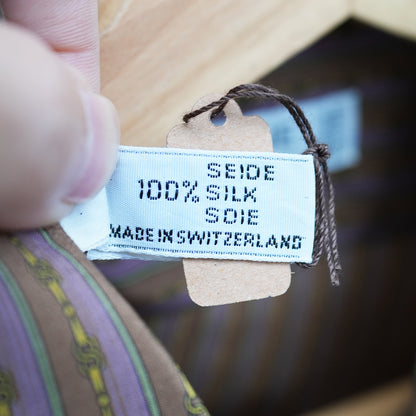 SEIDE
100% SILK
SOIE
MADE IN SWITZERLAND